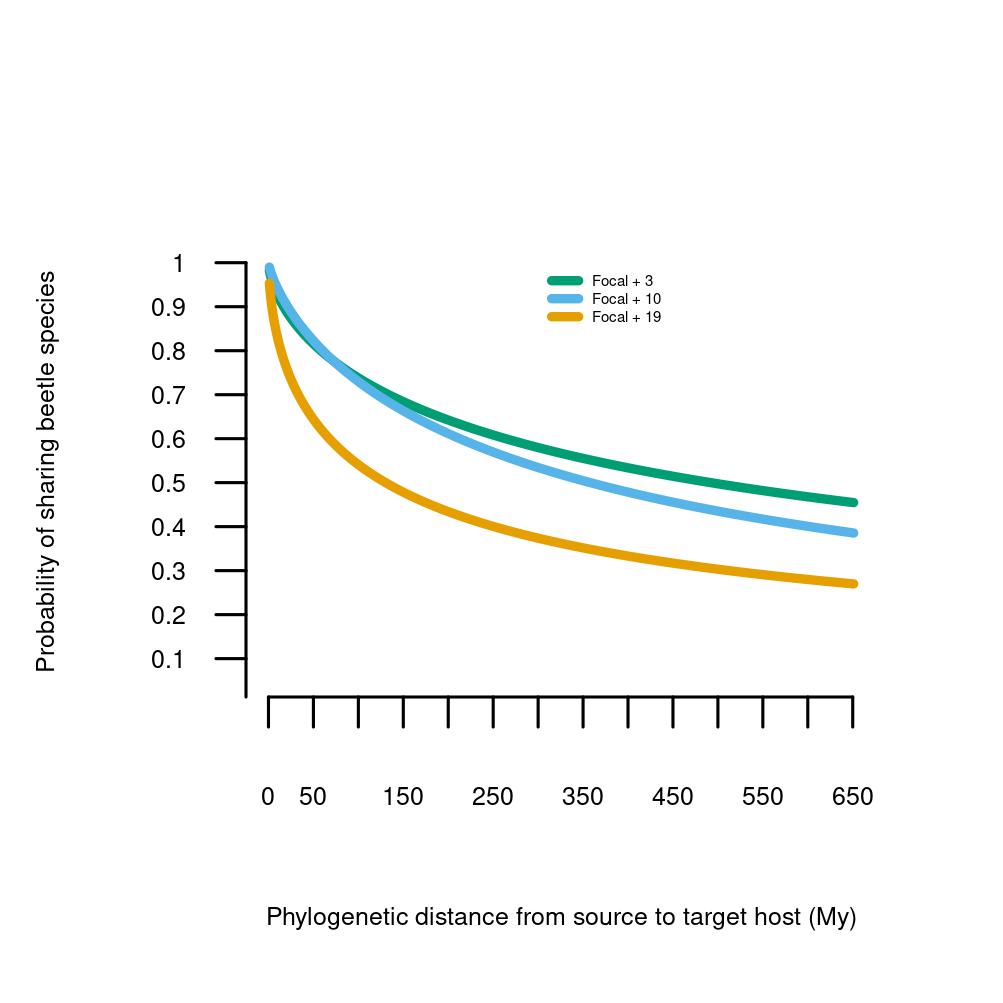 Probability of sharing beetle species
1
0.9
0.8
0.7
0.6
0.5
0.4
0.3
0.2
0.1
Focal + 3
Focal + 10
Focal + 19
0 50 150 250 350 450 550 650
Phylogenetic distance from source to target host (My)